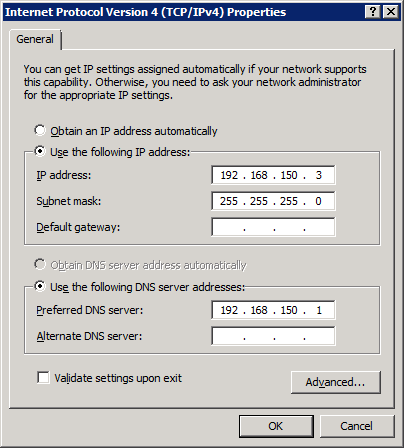 Internet Protocol Version 4 (TCP/IPv4) Properties
General
You can get IP settings assigned automatically if your network supports
this capability. Otherwise, you need to ask your network administrator
for the appropriate IP settings.
Obtain an IP address automatically
Use the following IP address:
IP address: 192 . 168 . 150 . 3
Subnet mask: 255 . 255 . 255 . 0
Default gateway: . . .
Obtain DNS server address automatically
Use the following DNS server addresses:
Preferred DNS server: 192 . 168 . 150 . 1
Alternate DNS server: . . .
Validate settings upon exit
Advanced...
OK Cancel